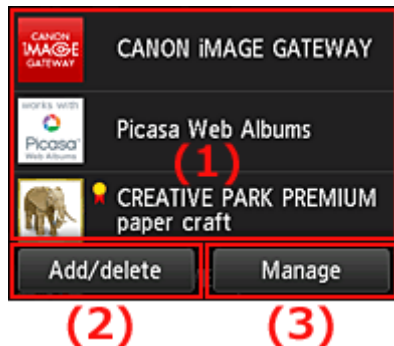 CANON
iMAGE
GATEWAY
CANON iMAGE GATEWAY
works with
Picasa
Web Albums
Picasa Web Albums
(1)
CREATIVE PARK PREMIUM
paper craft
Add/delete
Manage
(2)
(3)